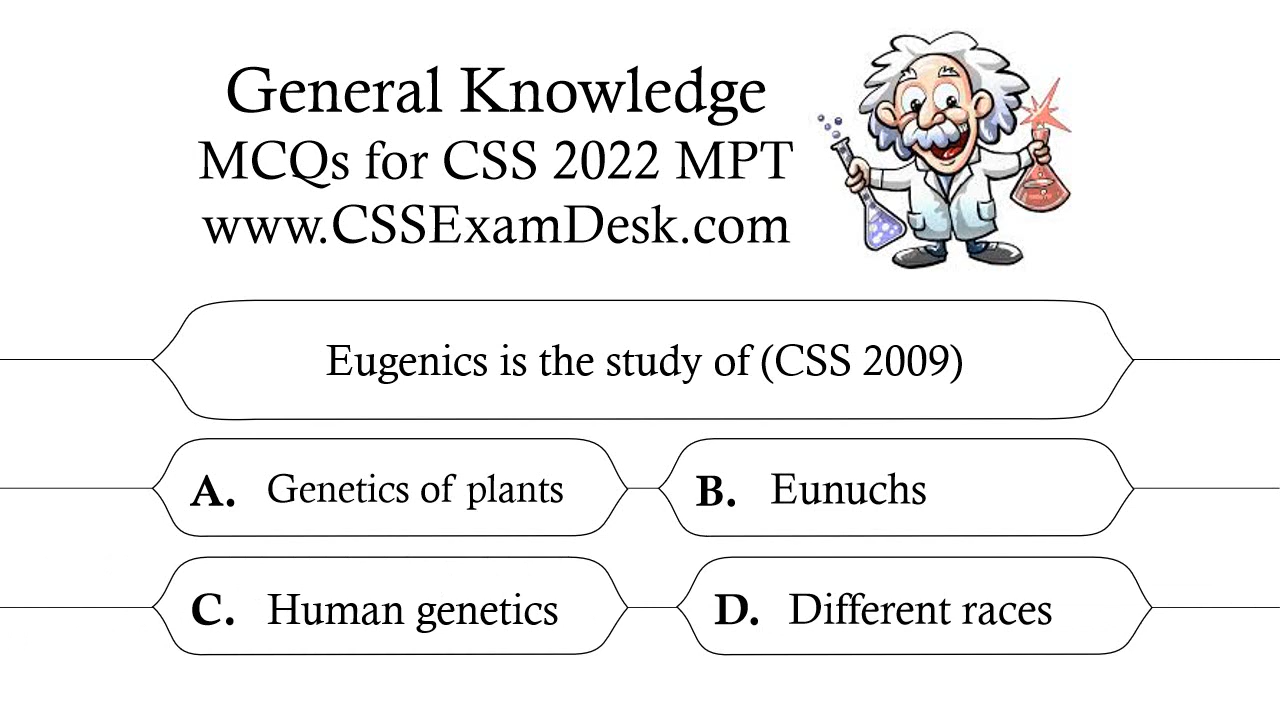 General Knowledge
MCQs for CSS 2022 MPT
www.CSSExamDesk.com
Eugenics is the study of (CSS 2009)
A. Genetics of plants
B. Eunuchs
C. Human genetics
D. Different races